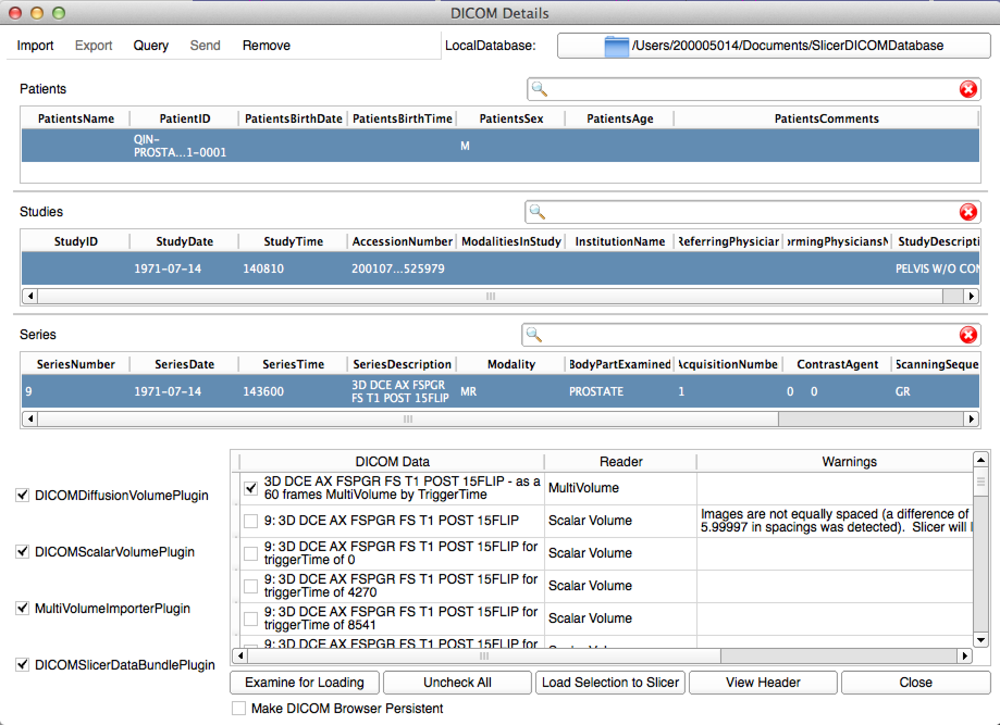 DICOM Details
Import Export Query Send Remove LocalDatabase: /Users/200005014/Documents/SlicerDICOMDatabase
Patients
PatientsName PatientID PatientsBirthDate PatientsBirthTime PatientsSex PatientsAge PatientsComments
QIN-
PROSTA...1-0001 M
Studies
StudyID StudyDate StudyTime AccessionNumber ModalitiesInStudy InstitutionName ReferringPhysiciar ormingPhysiciansN StudyDescripti
1971-07-14 140810 200107...525979 PELVIS W/O CON
Series
SeriesNumber SeriesDate SeriesTime SeriesDescription Modality BodyPartExamined AcquisitionNumbe ContrastAgent ScanningSeque
9 1971-07-14 143600 3D DCE AX FSPGR
FS T1 POST 15FLIP MR PROSTATE 1 0 0 GR
DICOMDiffusionVolumePlugin
DICOMScalarVolumePlugin
MultiVolumeImporterPlugin
DICOMSlicerDataBundlePlugin
DICOM Data Reader Warnings
3D DCE AX FSPGR FS T1 POST 15FLIP - as a
60 frames MultiVolume by TriggerTime MultiVolume
9: 3D DCE AX FSPGR FS T1 POST 15FLIP Scalar Volume Images are not equally spaced (a difference of
5.99997 in spacings was detected). Slicer will
9: 3D DCE AX FSPGR FS T1 POST 15FLIP for
triggerTime of 0 Scalar Volume
9: 3D DCE AX FSPGR FS T1 POST 15FLIP for
triggerTime of 4270 Scalar Volume
9: 3D DCE AX FSPGR FS T1 POST 15FLIP for
triggerTime of 8541 Scalar Volume
9: 3D DCE AX FSPGR FS T1 POST 15FLIP for
Examine for Loading Uncheck All Load Selection to Slicer View Header Close
Make DICOM Browser Persistent